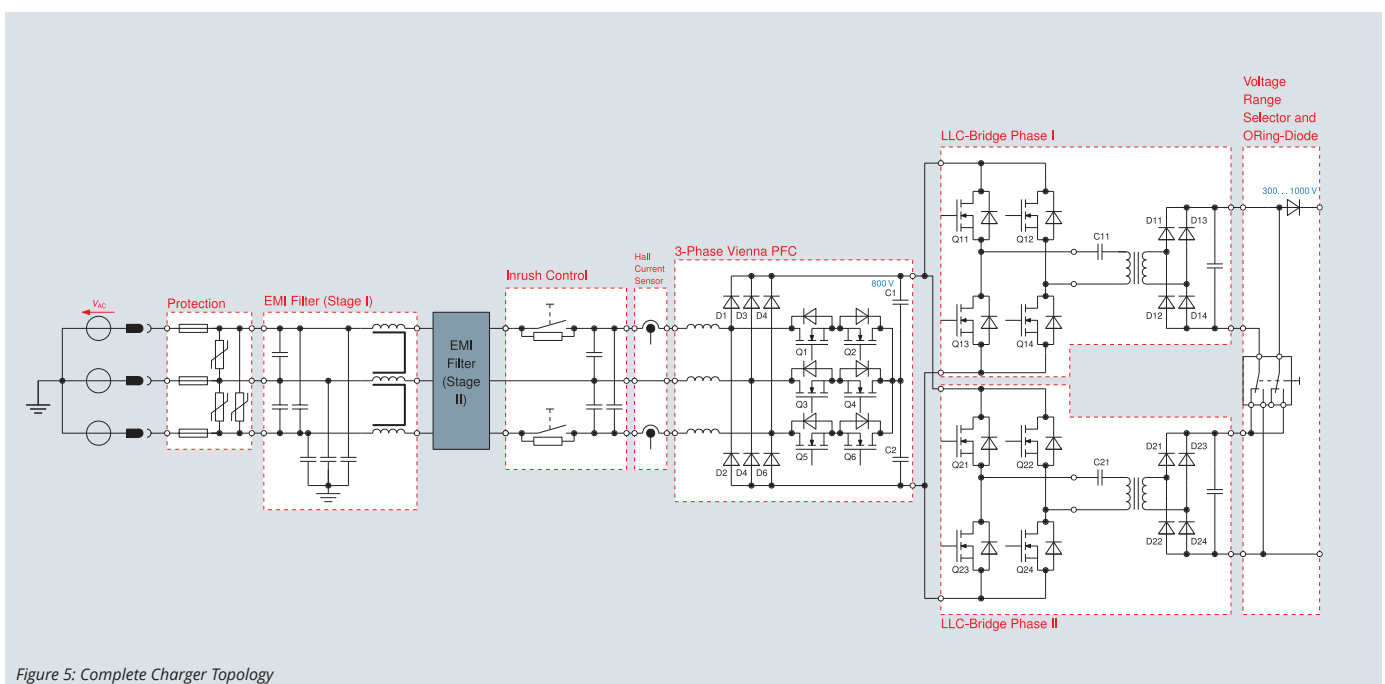 Voltage
Range
Selector and
ORing-Diode
LLC-Bridge Phase I
300...1000 V
Q11
Q12
C11
D11
D13
Q13
Q14
D12
D14
3-Phase Vienna PFC
Hall
Current
Sensor
Inrush Control
EMI Filter (Stage I)
Protection
VAC
EMI
Filter
(Stage
II)
800 V
C1
D1
D3
D4
Q1
Q2
Q3
Q4
Q5
Q6
C2
D2
D4
D6
Q21
Q22
C21
D21
D23
Q23
Q24
D22
D24
LLC-Bridge Phase II
Figure 5: Complete Charger Topology